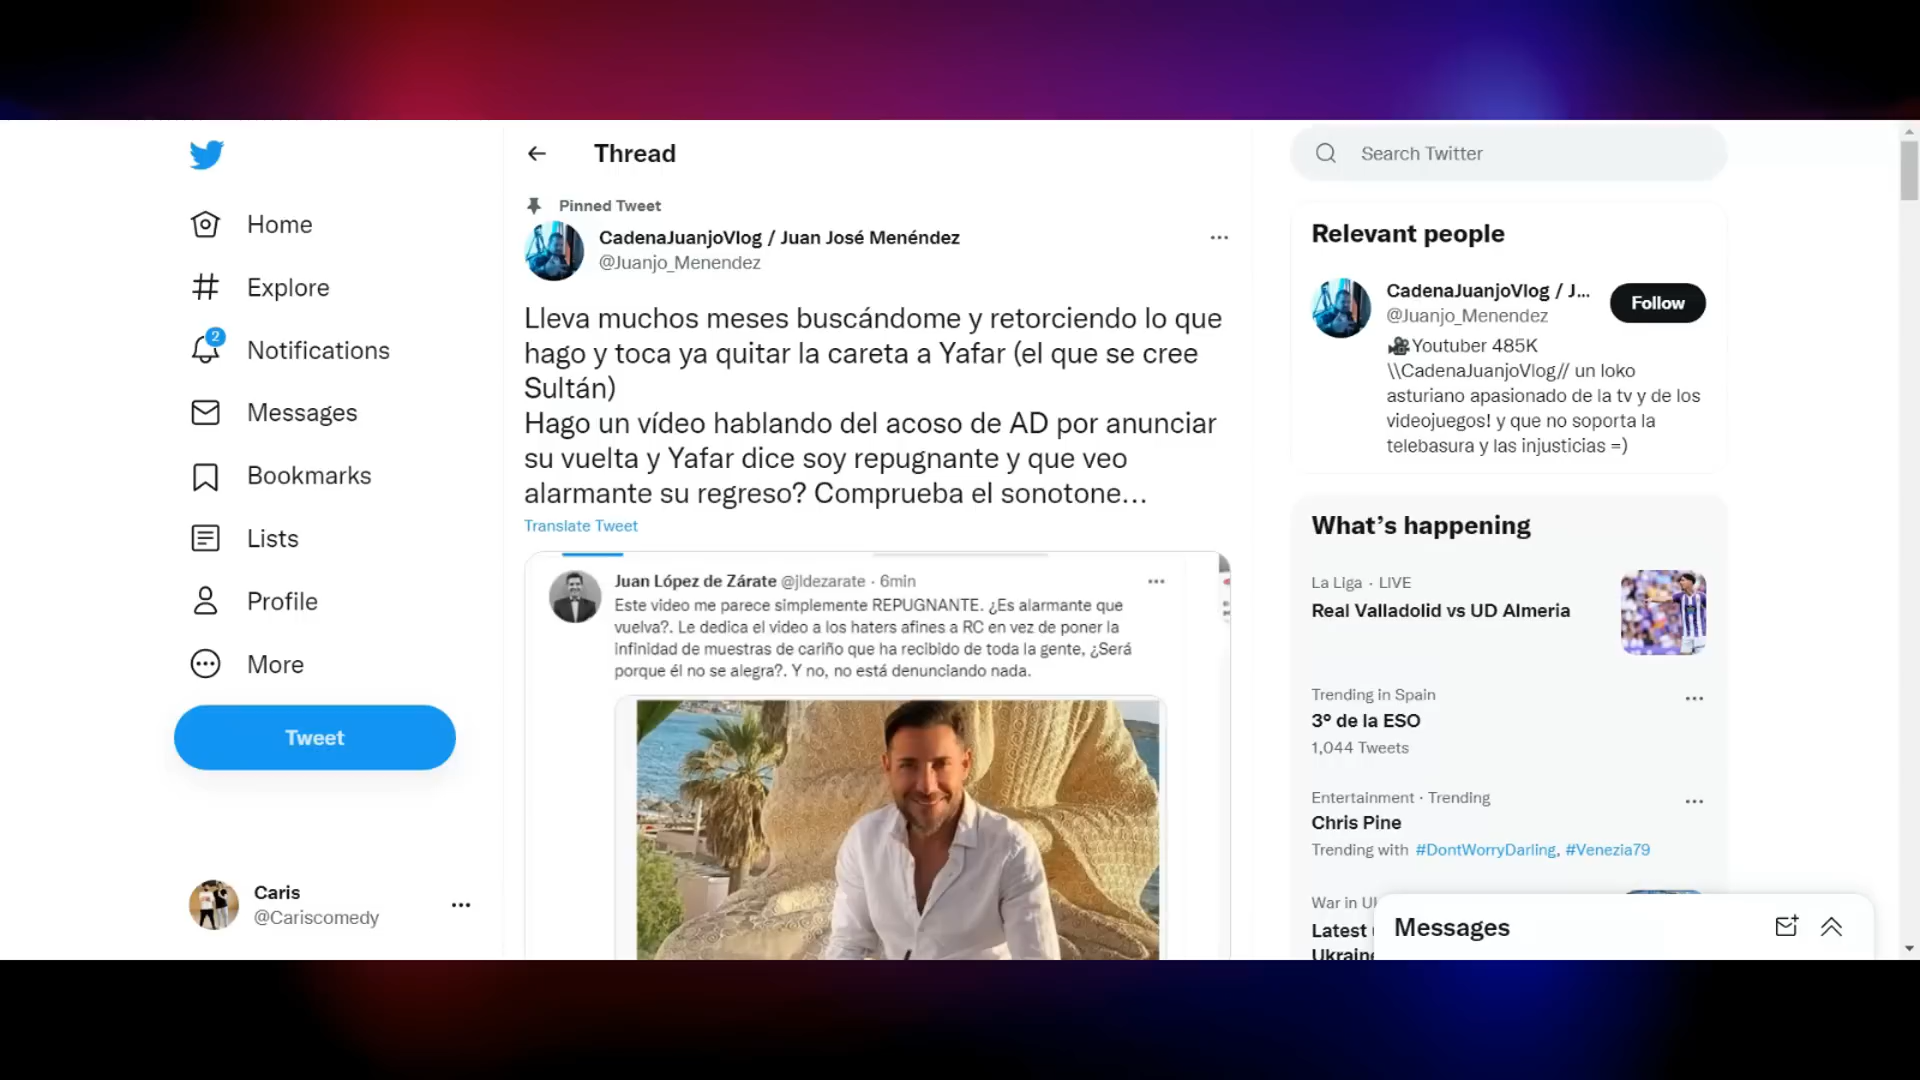 Home
Explore
2
Notifications
Messages
Bookmarks
Lists
Profile
More
Tweet
Caris
@Cariscomedy
Thread
Pinned Tweet
CadenaJuanjoVlog / Juan José Menéndez
@Juanjo_Menendez
Lleva muchos meses buscándome y retorciendo lo que
hago y toca ya quitar la careta a Yafar (el que se cree
Sultán)
Hago un vídeo hablando del acoso de AD por anunciar
su vuelta y Yafar dice soy repugnante y que veo
alarmante su regreso? Comprueba el sonotone...
Translate Tweet
Juan López de Zárate @jldezarate · 6min
Este video me parece simplemente REPUGNANTE. ¿Es alarmante que
vuelva?. Le dedica el video a los haters afines a RC en vez de poner la
infinidad de muestras de cariño que ha recibido de toda la gente, ¿Será
porque él no se alegra?. Y no, no está denunciando nada.
Search Twitter
Relevant people
CadenaJuanjoVlog / J...
@Juanjo_Menendez
Follow
Youtuber 485K
\\CadenaJuanjoVlog// un loko
asturiano apasionado de la tv y de los
videojuegos! y que no soporta la
telebasura y las injusticias =)
What's happening
La Liga · LIVE
Real Valladolid vs UD Almeria
Trending in Spain
3º de la ESO
1,044 Tweets
Entertainment · Trending
Chris Pine
Trending with #DontWorryDarling, #Venezia79
War in
Latest
Ukraine
Messages